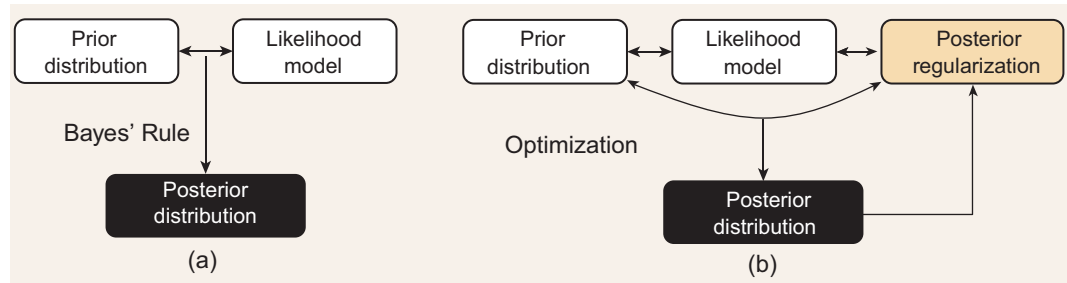 Prior
distribution
Likelihood
model
Bayes’ Rule
Posterior
distribution
(a)
Prior
distribution
Likelihood
model
Posterior
regularization
Optimization
Posterior
distribution
(b)